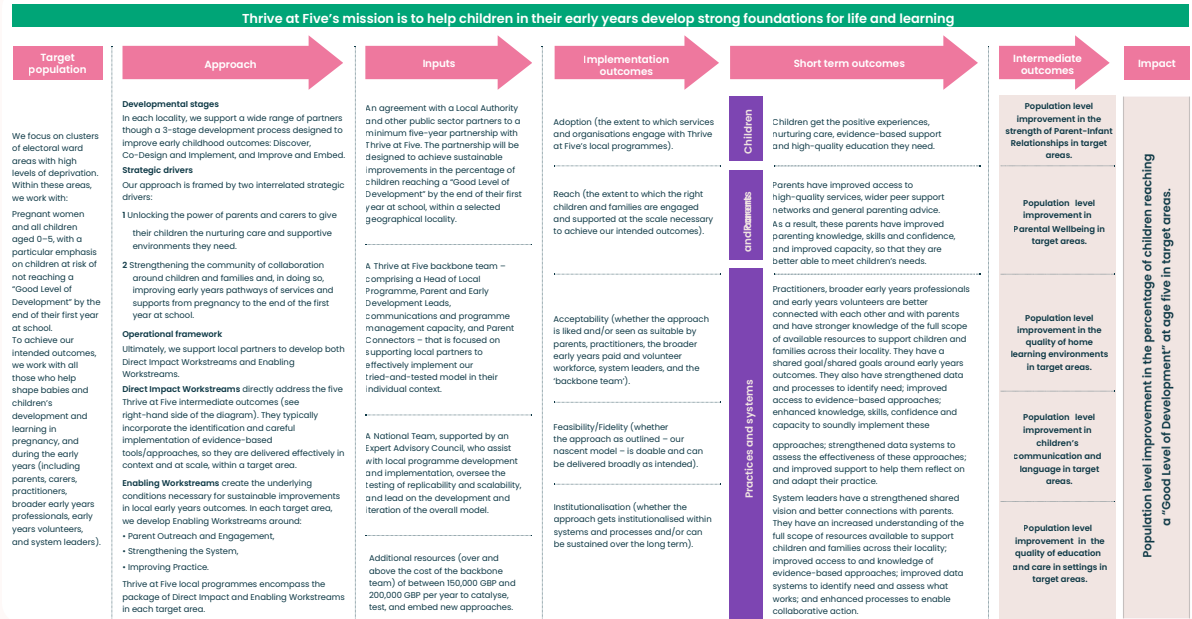 Thrive at Five's mission is to help children in their early years develop strong foundations for life and learning
Target
population
Approach
Inputs
Implementation
outcomes
Short term outcomes
Intermediate
outcomes
Impact
We focus on clusters
of electoral ward
areas with high
levels of deprivation.
Within these areas,
we work with:
Pregnant women
and all children
aged 0–5, with a
particular emphasis
on children at risk of
not reaching a
"Good Level of
Development" by the
end of their first year
at school.
To achieve our
intended outcomes,
we work with all
those who help
shape babies and
children's
development and
learning in
pregnancy, and
during the early
years (including
parents, carers,
practitioners,
broader early years
professionals, early
years volunteers,
and system leaders).
Developmental stages
In each locality, we support a wide range of partners
though a 3-stage development process designed to
improve early childhood outcomes: Discover,
Co-Design and Implement, and Improve and Embed.
Strategic drivers
Our approach is framed by two interrelated strategic
drivers:
1 Unlocking the power of parents and carers to give
their children the nurturing care and supportive
environments they need.
2 Strengthening the community of collaboration
around children and families and, in doing so,
improving early years pathways of services and
supports from pregnancy to the end of the first
year at school.
Operational framework
Ultimately, we support local partners to develop both
Direct Impact Workstreams and Enabling
Workstreams.
Direct Impact Workstreams directly address the five
Thrive at Five intermediate outcomes (see
right-hand side of the diagram). They typically
incorporate the identification and careful
implementation of evidence-based
tools/approaches, so they are delivered effectively in
context and at scale, within a target area.
Enabling Workstreams create the underlying
conditions necessary for sustainable improvements
in local early years outcomes. In each target area,
we develop Enabling Workstreams around:
• Parent Outreach and Engagement,
• Strengthening the System,
• Improving Practice.
Thrive at Five local programmes encompass the
package of Direct Impact and Enabling Workstreams
in each target area.
An agreement with a Local Authority
and other public sector partners to a
minimum five-year partnership with
Thrive at Five. The partnership will be
designed to achieve sustainable
improvements in the percentage of
children reaching a "Good Level of
Development" by the end of their first
year at school, within a selected
geographical locality.
A Thrive at Five backbone team –
comprising a Head of Local
Programme, Parent and Early
Development Leads,
communications and programme
management capacity, and Parent
Connectors – that is focused on
supporting local partners to
effectively implement our
tried-and-tested model in their
individual context.
A National Team, supported by an
Expert Advisory Council, who assist
with local programme development
and implementation, oversee the
testing of replicability and scalability,
and lead on the development and
iteration of the overall model.
Additional resources (over and
above the cost of the backbone
team) of between 150,000 GBP and
200,000 GBP per year to catalyse,
test, and embed new approaches.
Adoption (the extent to which services
and organisations engage with Thrive
at Five's local programmes).
Reach (the extent to which the right
children and families are engaged
and supported at the scale necessary
to achieve our intended outcomes).
Acceptability (whether the approach
is liked and/or seen as suitable by
parents, practitioners, the broader
early years paid and volunteer
workforce, system leaders, and the
'backbone team').
Feasibility/Fidelity (whether
the approach as outlined – our
nascent model – is doable and can
be delivered broadly as intended).
Institutionalisation (whether the
approach gets institutionalised within
systems and processes and/or can
be sustained over the long term).
Children
Children get the positive experiences,
nurturing care, evidence-based support
and high-quality education they need.
Parents have improved access to
high-quality services, wider peer support
networks and general parenting advice.
As a result, these parents have improved
parenting knowledge, skills and confidence,
and improved capacity, so that they are
better able to meet children's needs.
Practices and systems
Practitioners, broader early years professionals
and early years volunteers are better
connected with each other and with parents
and have stronger knowledge of the full scope
of available resources to support children and
families across their locality. They have a
shared goal/shared goals around early years
outcomes. They also have strengthened data
and processes to identify need; improved
access to evidence-based approaches;
enhanced knowledge, skills, confidence and
capacity to soundly implement these
approaches; strengthened data systems to
assess the effectiveness of these approaches;
and improved support to help them reflect on
and adapt their practice.
System leaders have a strengthened shared
vision and better connections with parents.
They have an increased understanding of the
full scope of resources available to support
children and families across their locality;
improved access to and knowledge of
evidence-based approaches; improved data
systems to identify need and assess what
works; and enhanced processes to enable
collaborative action.
Population level
improvement in the
strength of Parent-Infant
Relationships in target
areas.
Population level
improvement in
Parental Wellbeing in
target areas.
Population level
improvement in the
quality of home
learning environments
in target areas.
Population level
improvement in
children's
communication and
language in target
areas.
Population level
improvement in the
quality of education
and care in settings in
target areas.
Population level improvement in the percentage of children reaching
a "Good Level of Development" at age five in target areas.